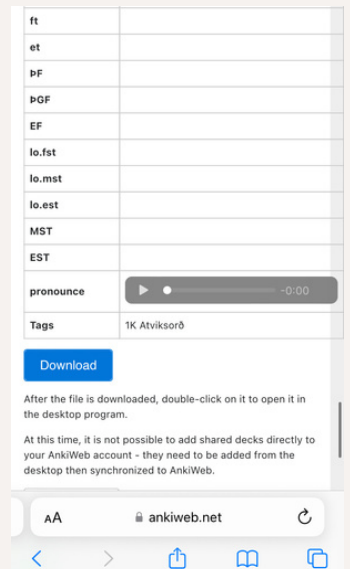 ft
et
ÞF
ÞGF
EF
lo.fst
lo.mst
lo.est
MST
EST
pronounce -0:00
Tags 1K Atviksorð
Download
After the file is downloaded, double-click on it to open it in
the desktop program.
At this time, it is not possible to add shared decks directly to
your AnkiWeb account - they need to be added from the
desktop then synchronized to AnkiWeb.
AA ankiweb.net